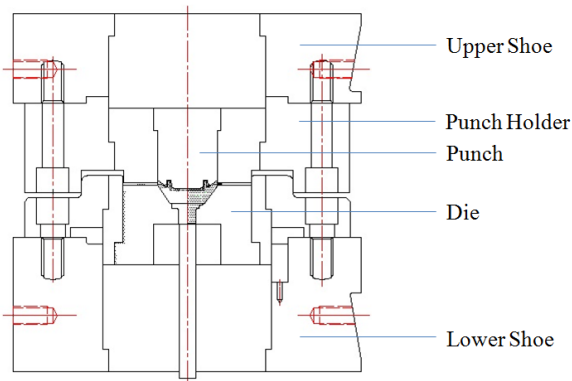 Upper Shoe
Punch Holder
Punch
Die
Lower Shoe